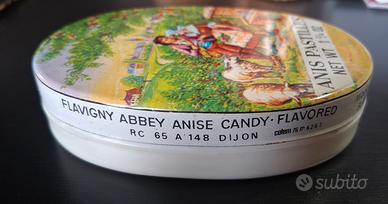 ANIS PASTILLES
NET WT
FLAVIGNY ABBEY ANISE CANDY · FLAVORED
RC 65 A 148 DIJON
subito